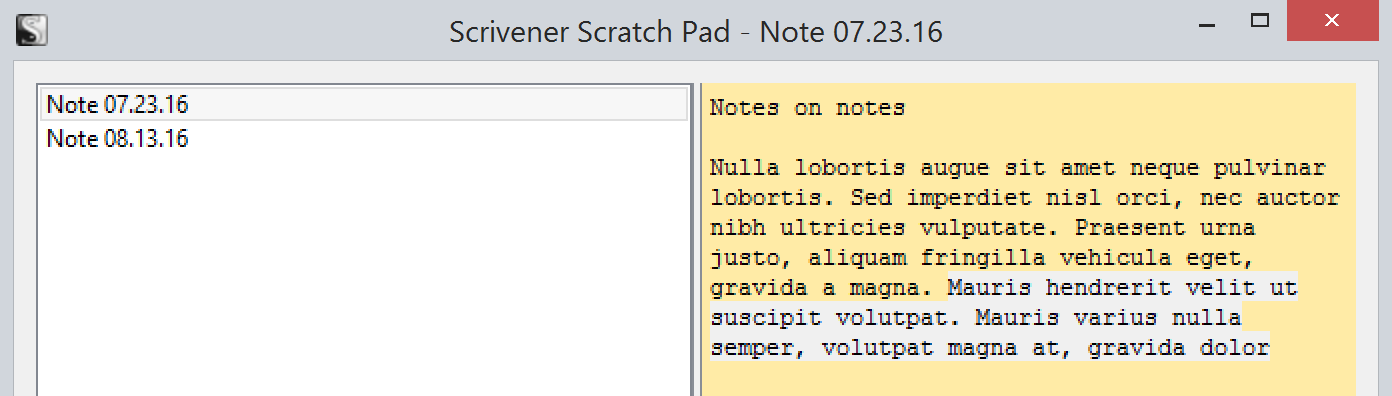 Scrivener Scratch Pad - Note 07.23.16
Note 07.23.16
Note 08.13.16
Notes on notes
Nulla lobortis augue sit amet neque pulvinar
lobortis. Sed imperdiet nisl orci, nec auctor
nibh ultricies vulputate. Praesent urna
justo, aliquam fringilla vehicula eget,
gravida a magna. Mauris hendrerit velit ut
suscipit volutpat. Mauris varius nulla
semper, volutpat magna at, gravida dolor